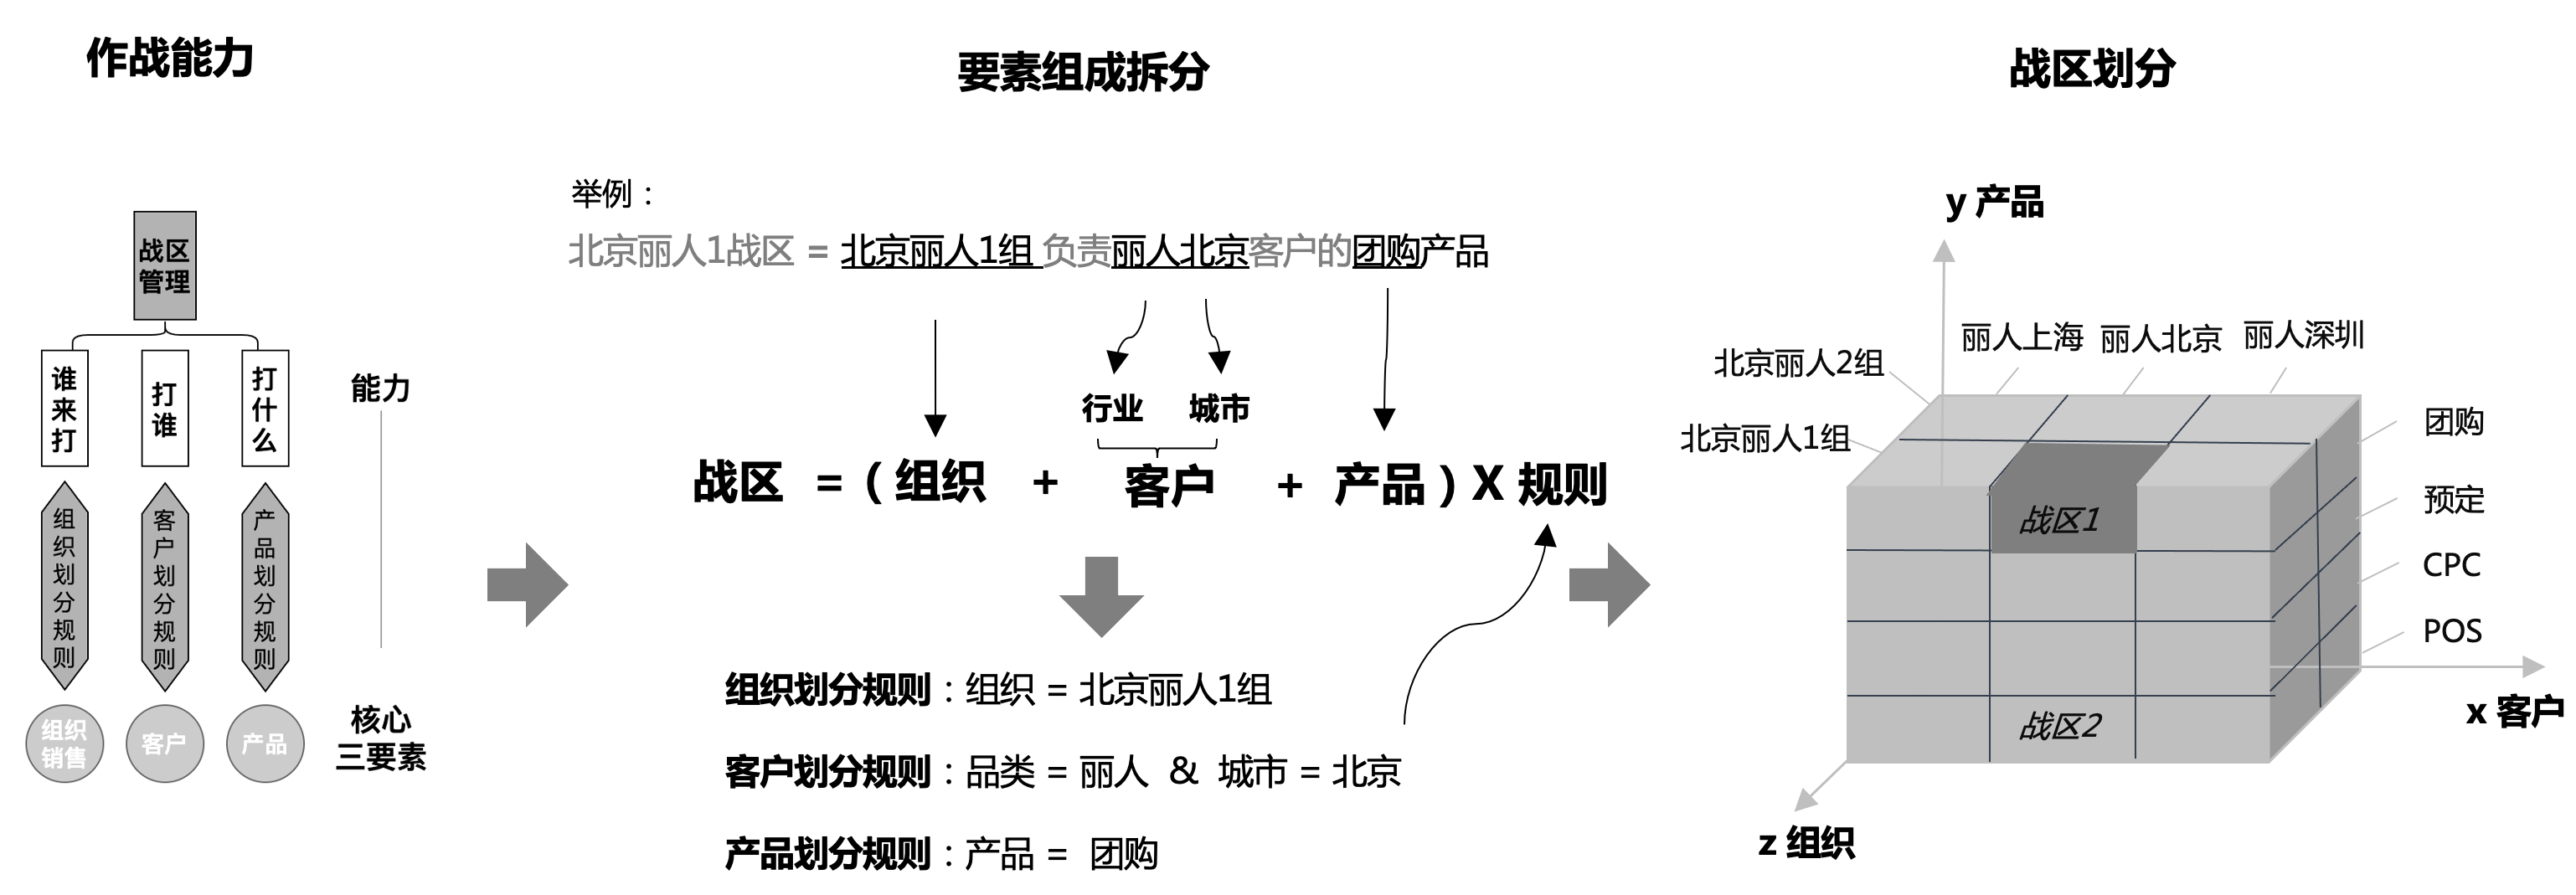 作战能力
战区
管理
谁来打
打谁
打什么
组织划分规则
客户划分规则
产品划分规则
组织
销售
客户
产品
能力
核心
三要素
要素组成拆分
举例：
北京丽人1战区 = 北京丽人1组 负责丽人北京客户的团购产品
行业 城市
战区 =（ 组织 + 客户 + 产品 ）X 规则
组织划分规则：组织 = 北京丽人1组
客户划分规则：品类 = 丽人 & 城市 = 北京
产品划分规则：产品 = 团购
战区划分
y 产品
丽人上海 丽人北京 丽人深圳
北京丽人2组
北京丽人1组
团购
预定
CPC
POS
战区1
战区2
x 客户
z 组织